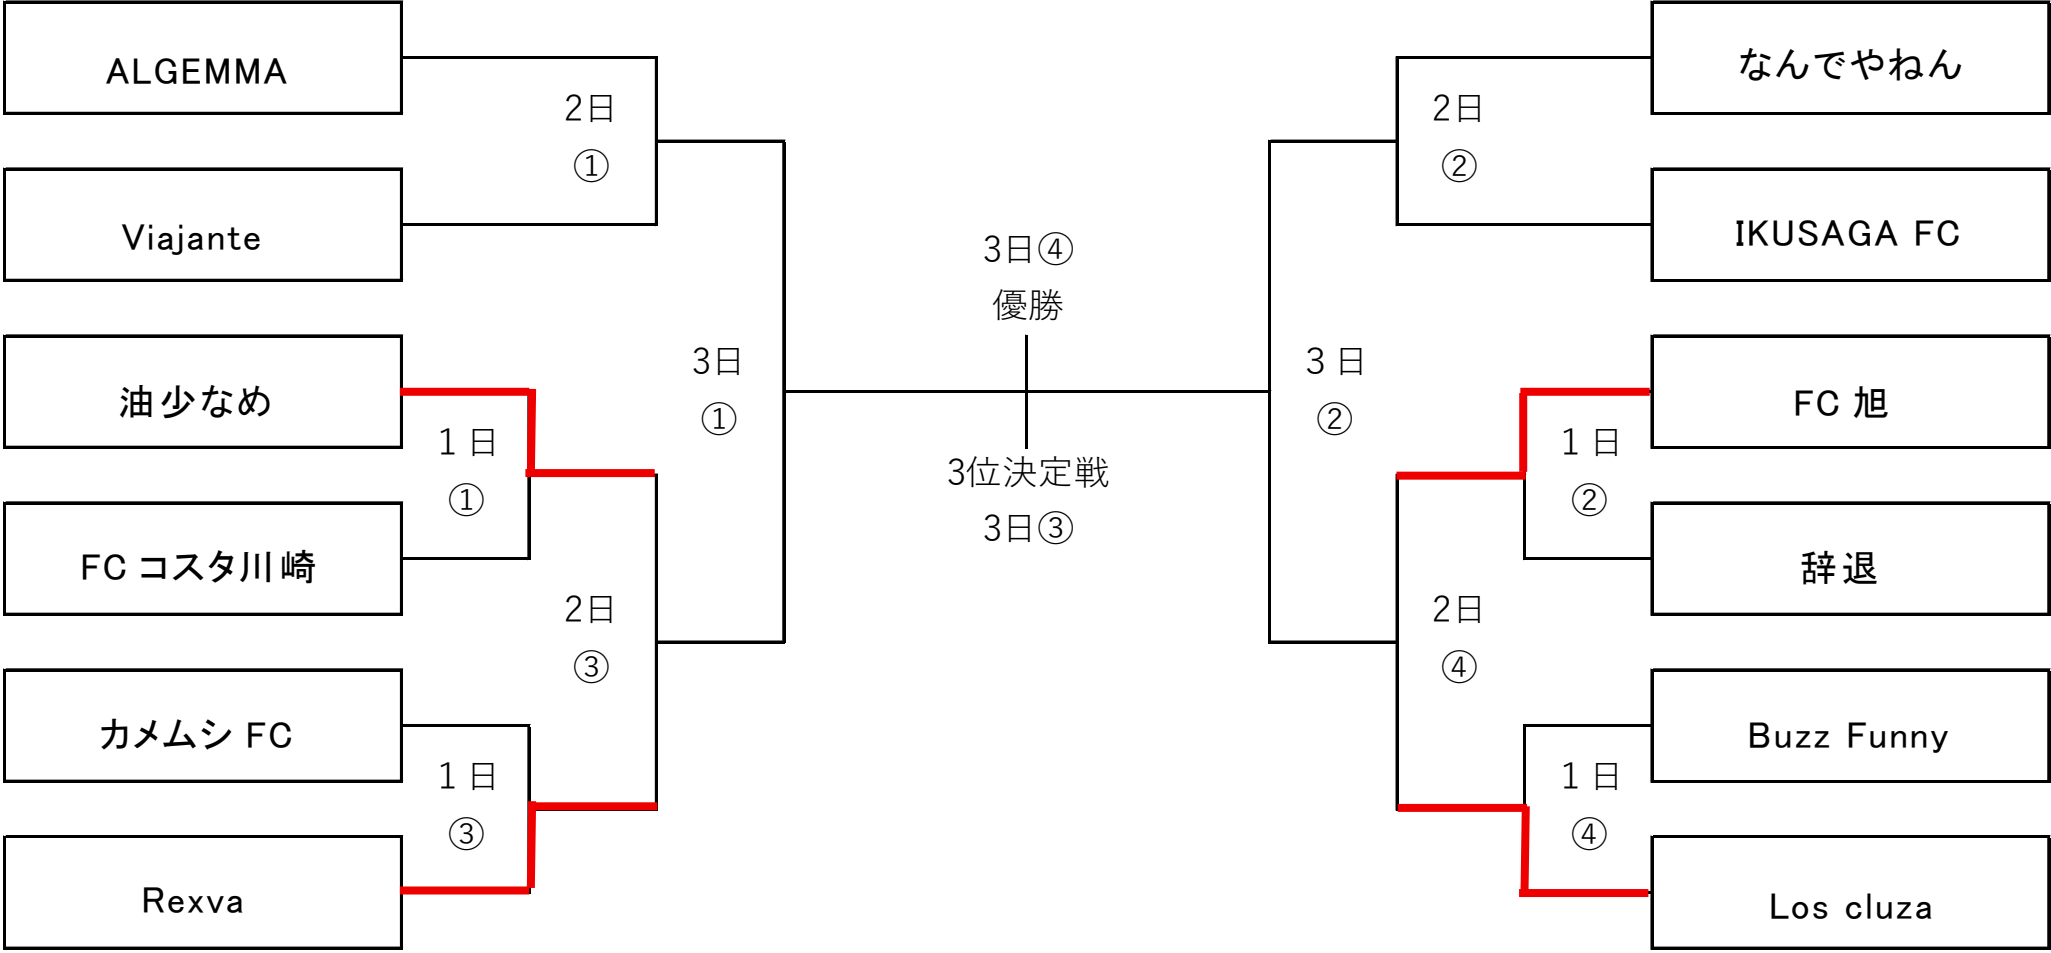 ALGEMMA
2日
①
Viajante
油少なめ
1日
①
FC コスタ川崎
2日
③
カメムシ FC
1日
③
Rexva
3日
①
3日④
優勝
3位決定戦
3日③
3日
②
なんでやねん
2日
②
IKUSAGA FC
FC 旭
1日
②
辞退
2日
④
Buzz Funny
1日
④
Los cluza